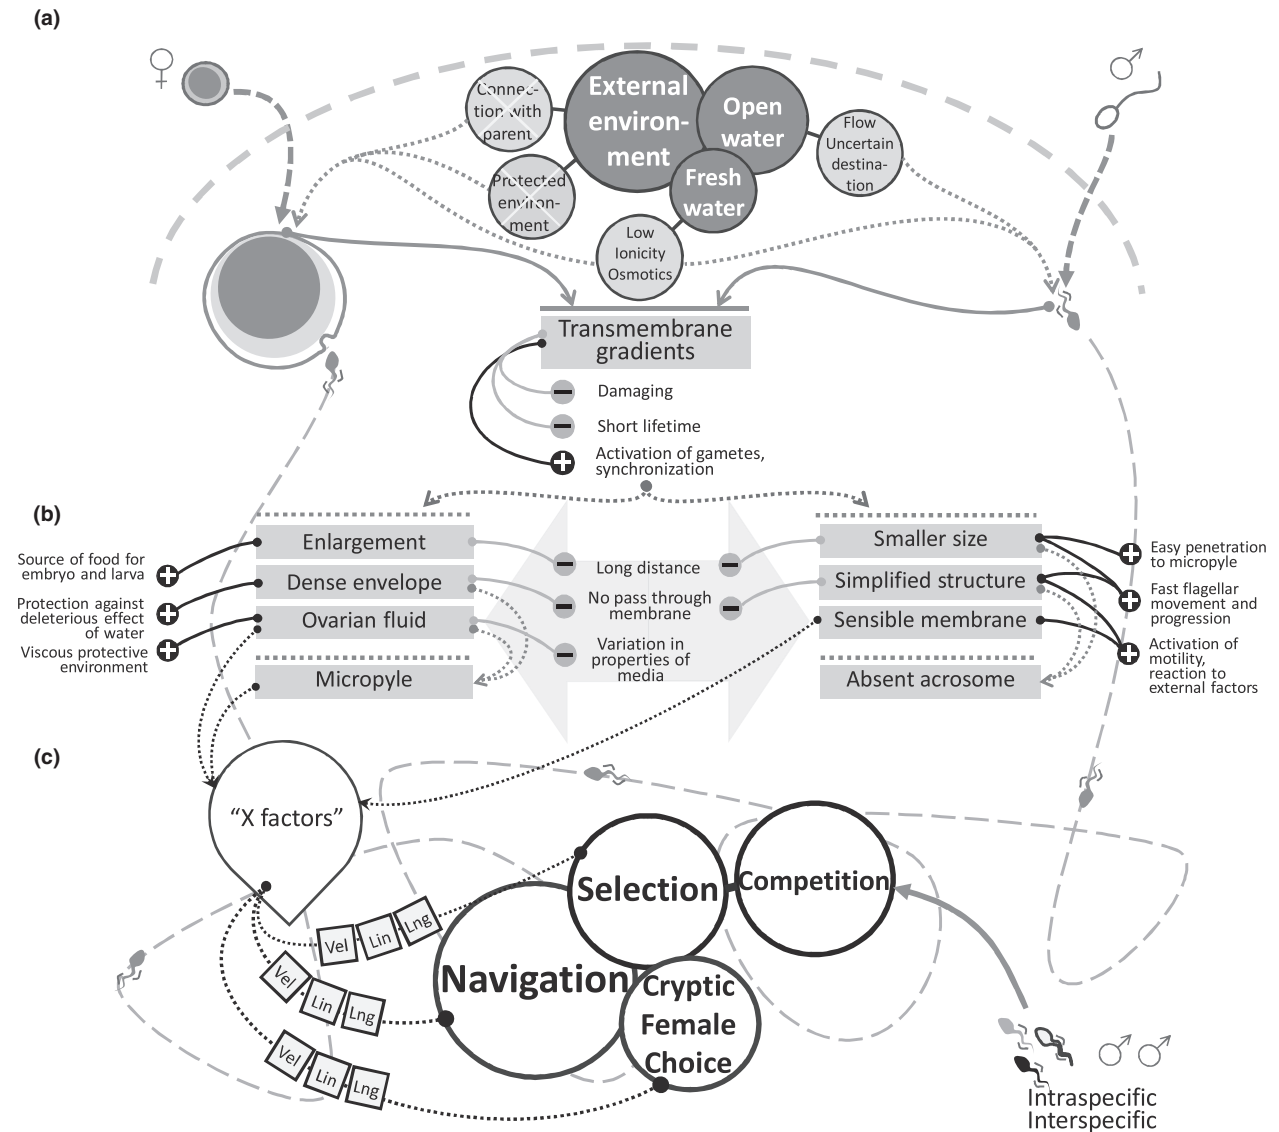 (a)
♀
♂
Connec-
tion with
parent
External
environ-
ment
Open
water
Flow
Uncertain
destina-
tion
Protected
environ-
ment
Fresh
water
Low
Ionicity
Osmotics
Transmembrane
gradients
Damaging
Short lifetime
Activation of gametes,
synchronization
(b)
Source of food for
embryo and larva
Protection against
deleterious effect
of water
Viscous protective
environment
Enlargement
Dense envelope
Ovarian fluid
Micropyle
Long distance
No pass through
membrane
Variation in
properties of
media
Smaller size
Simplified structure
Sensible membrane
Absent acrosome
Easy penetration
to micropyle
Fast flagellar
movement and
progression
Activation of
motility,
reaction to
external factors
(c)
“X factors”
Vel Lin Lng
Vel Lin Lng
Vel Lin Lng
Selection
Competition
Navigation
Cryptic
Female
Choice
♂ ♂
Intraspecific
Interspecific